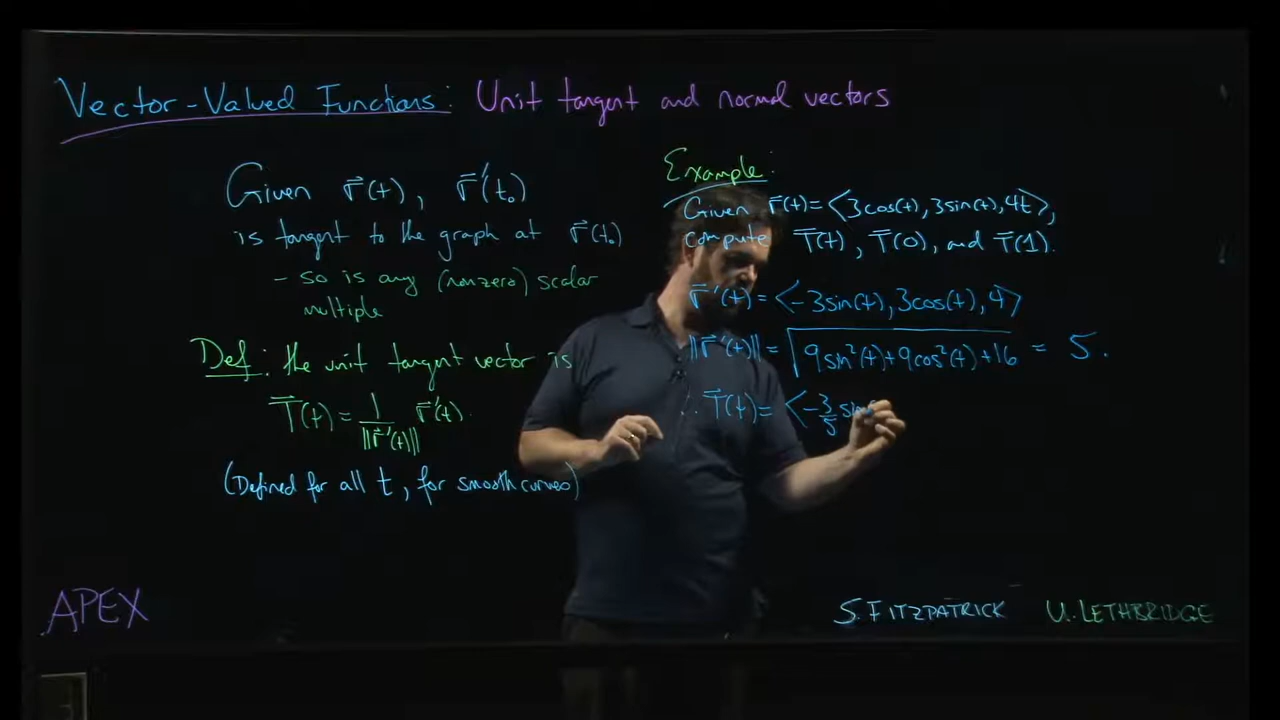 Vector-Valued Functions: Unit tangent and normal vectors
Given r⃗(t), r⃗'(t₀)
is tangent to the graph at r⃗(t₀)
- so is any (nonzero) scalar
multiple
Def: the unit tangent vector is
T⃗(t) = 1/‖r⃗'(t)‖ r⃗'(t).
(Defined for all t, for smooth curves)
Example:
Given r⃗(t) = ⟨3cos(t), 3sin(t), 4t⟩,
compute T⃗(t), T⃗(0), and T⃗(1).
r⃗'(t) = ⟨-3sin(t), 3cos(t), 4⟩
‖r⃗'(t)‖ = √(9sin²(t)+9cos²(t)+16) = 5.
∴ T⃗(t) = ⟨-3/5 sin
APEX
S. FITZPATRICK U. LETHBRIDGE